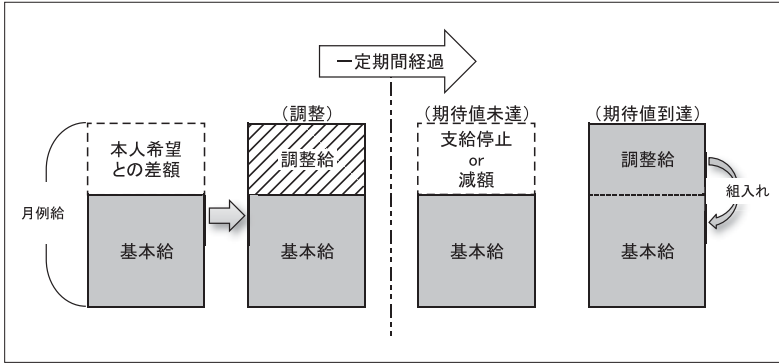 一定期間経過
(調整)
(期待値未達)
(期待値到達)
月例給
本人希望
との差額
基本給
調整給
基本給
支給停止
or
減額
基本給
調整給
基本給
組入れ